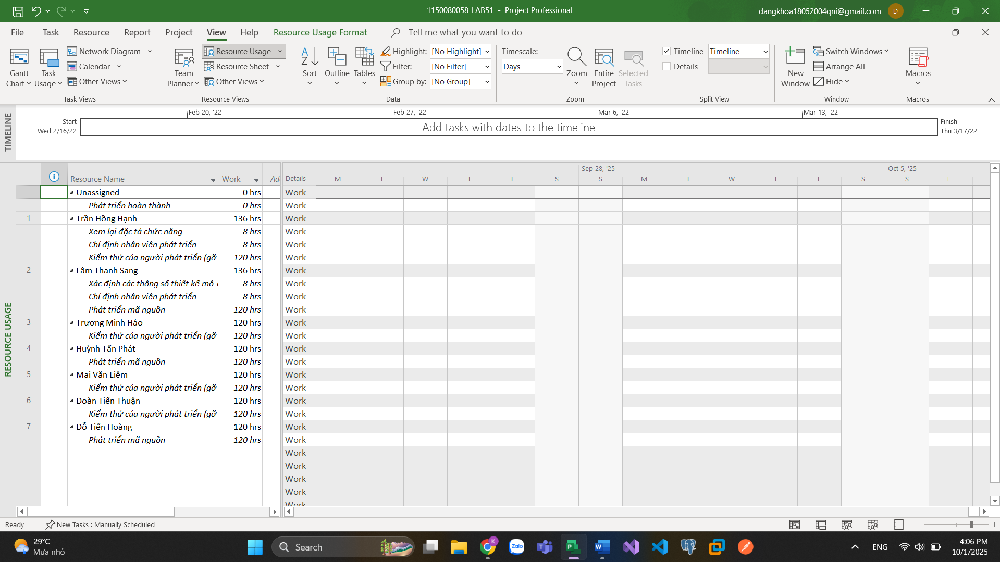 1150080058_LAB51 - Project Professional
dangkhoa18052004qni@gmail.com
D
File Task Resource Report Project View Help Resource Usage Format Tell me what you want to do
Gantt Chart
Task Usage
Network Diagram
Calendar
Other Views
Task Views
Team Planner
Resource Usage
Resource Sheet
Other Views
Resource Views
Sort
Outline
Tables
Highlight: [No Highlight]
Filter: [No Filter]
Group by: [No Group]
Data
Timescale:
Days
Zoom
Entire Project
Selected Tasks
Zoom
Timeline Timeline
Details
Split View
New Window
Switch Windows
Arrange All
Hide
Window
Macros
Macros
TIMELINE
Feb 20, '22 Feb 27, '22 Mar 6, '22 Mar 13, '22
Start
Wed 2/16/22
Add tasks with dates to the timeline
Finish
Thu 3/17/22
RESOURCE USAGE
Sep 28, '25 Oct 5, '25
Resource Name Work Details M T W T F S S M T W T F S S
Unassigned 0 hrs Work
Phát triển hoàn thành 0 hrs Work
1 Trần Hồng Hạnh 136 hrs Work
Xem lại đặc tả chức năng 8 hrs Work
Chỉ định nhân viên phát triển 8 hrs Work
Kiểm thử của người phát triển (gỡ 120 hrs Work
2 Lâm Thanh Sang 136 hrs Work
Xác định các thông số thiết kế mô- 8 hrs Work
Chỉ định nhân viên phát triển 8 hrs Work
Phát triển mã nguồn 120 hrs Work
3 Trương Minh Hảo 120 hrs Work
Kiểm thử của người phát triển (gỡ 120 hrs Work
4 Huỳnh Tấn Phát 120 hrs Work
Phát triển mã nguồn 120 hrs Work
5 Mai Văn Liêm 120 hrs Work
Kiểm thử của người phát triển (gỡ 120 hrs Work
6 Đoàn Tiến Thuận 120 hrs Work
Kiểm thử của người phát triển (gỡ 120 hrs Work
7 Đỗ Tiến Hoàng 120 hrs Work
Phát triển mã nguồn 120 hrs Work
Work
Work
Work
Work
Work
Ready New Tasks : Manually Scheduled
29°C
Mưa nhỏ
Search
K
Zalo
ENG
4:06 PM
10/1/2025